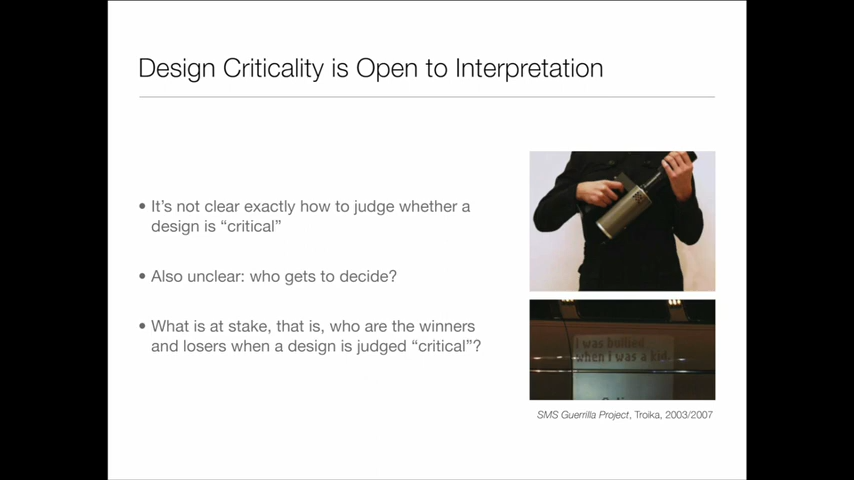 Design Criticality is Open to Interpretation
• It’s not clear exactly how to judge whether a
design is “critical”
• Also unclear: who gets to decide?
• What is at stake, that is, who are the winners
and losers when a design is judged “critical”?
I was bullied
when i was a kid.
SMS Guerrilla Project, Troika, 2003/2007